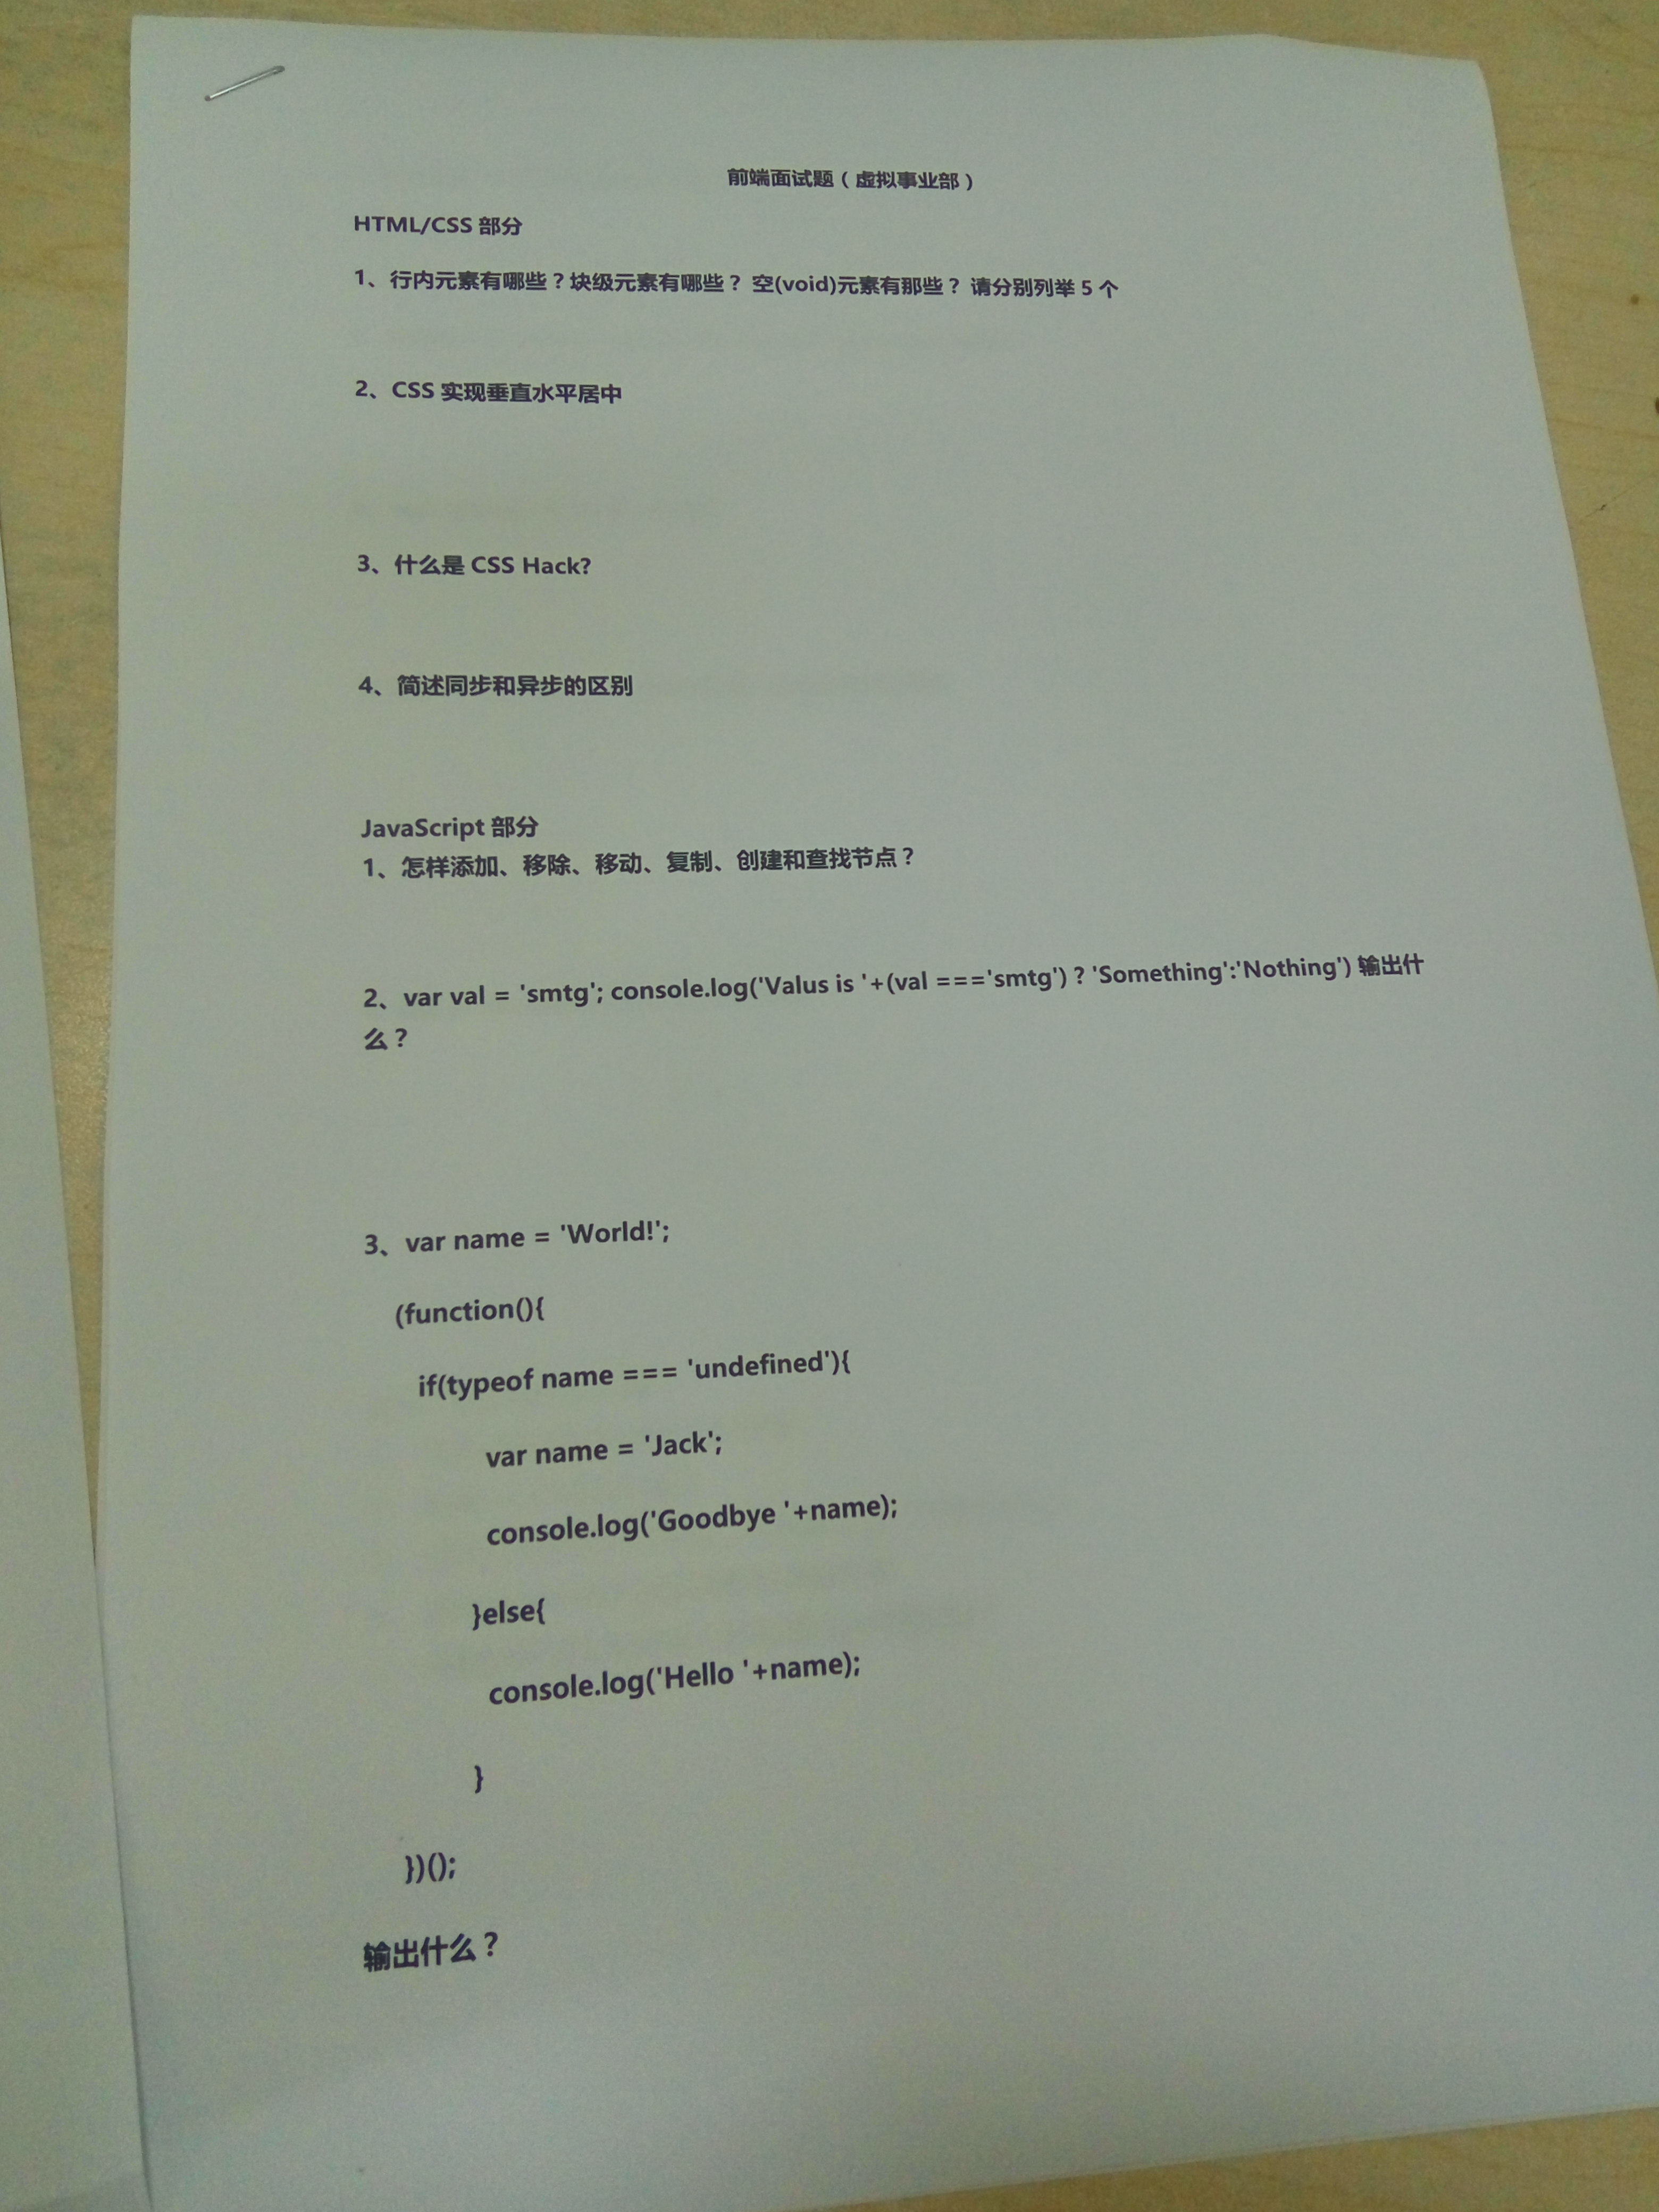 前端面试题（虚拟事业部）
HTML/CSS 部分
1、行内元素有哪些？块级元素有哪些？ 空(void)元素有那些？ 请分别列举 5 个
2、CSS 实现垂直水平居中
3、什么是 CSS Hack?
4、简述同步和异步的区别
JavaScript 部分
1、怎样添加、移除、移动、复制、创建和查找节点？
2、var val = 'smtg'; console.log('Valus is '+(val ==='smtg') ? 'Something':'Nothing') 输出什
么？
3、var name = 'World!';
(function(){
if(typeof name === 'undefined'){
var name = 'Jack';
console.log('Goodbye '+name);
}else{
console.log('Hello '+name);
}
})();
输出什么？